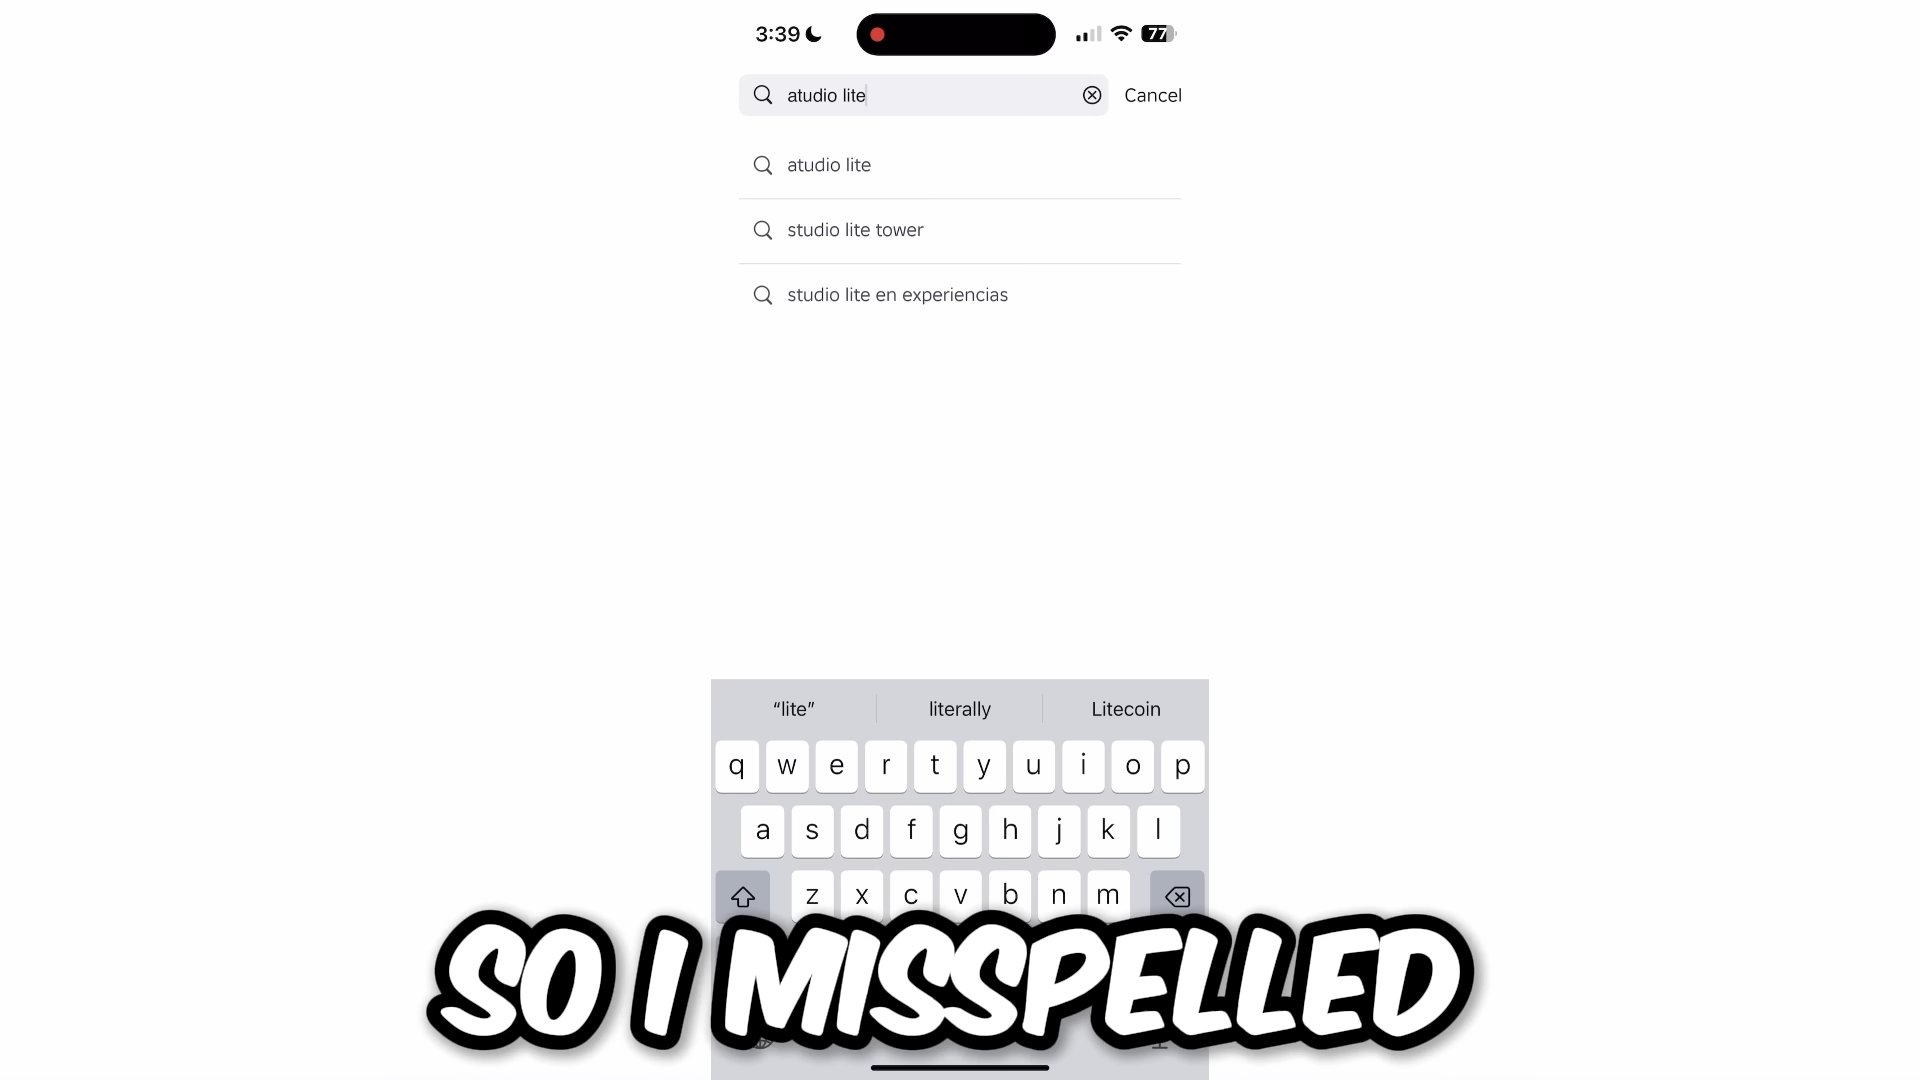 3:39
77
atudio lite
Cancel
atudio lite
studio lite tower
studio lite en experiencias
“lite”
literally
Litecoin
q w e r t y u i o p
a s d f g h j k l
z x c v b n m
SO I MISSPELLED